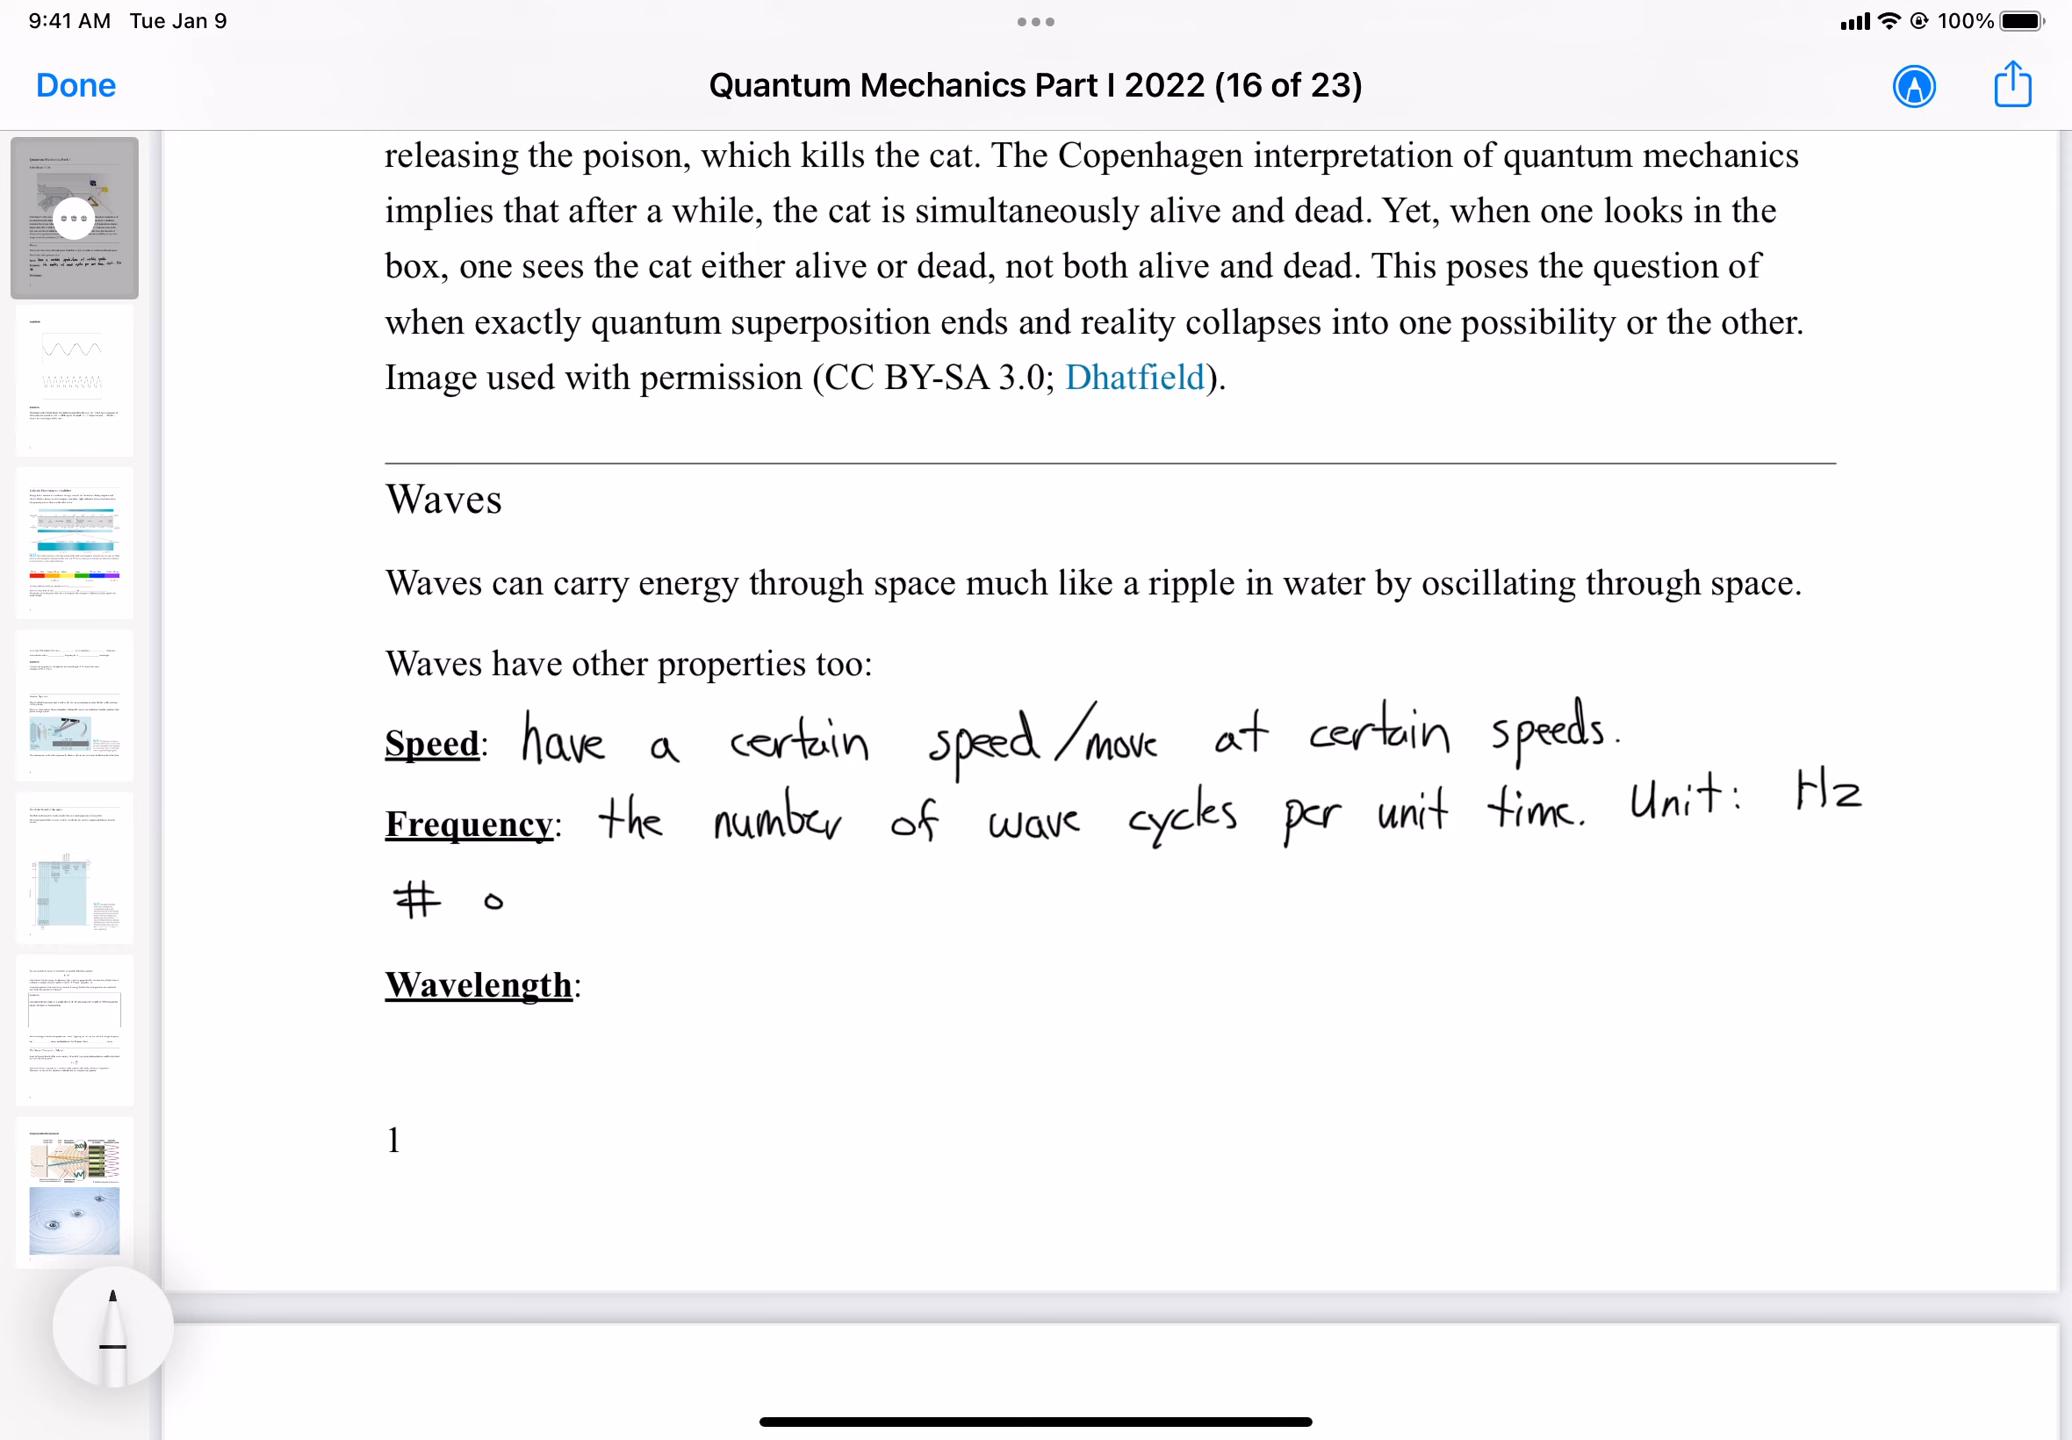 9:41 AM Tue Jan 9
100%
Done
Quantum Mechanics Part I 2022 (16 of 23)
releasing the poison, which kills the cat. The Copenhagen interpretation of quantum mechanics
implies that after a while, the cat is simultaneously alive and dead. Yet, when one looks in the
box, one sees the cat either alive or dead, not both alive and dead. This poses the question of
when exactly quantum superposition ends and reality collapses into one possibility or the other.
Image used with permission (CC BY-SA 3.0; Dhatfield).
Waves
Waves can carry energy through space much like a ripple in water by oscillating through space.
Waves have other properties too:
Speed: have a certain speed/move at certain speeds.
Frequency: the number of wave cycles per unit time. Unit: Hz
# o
Wavelength:
1